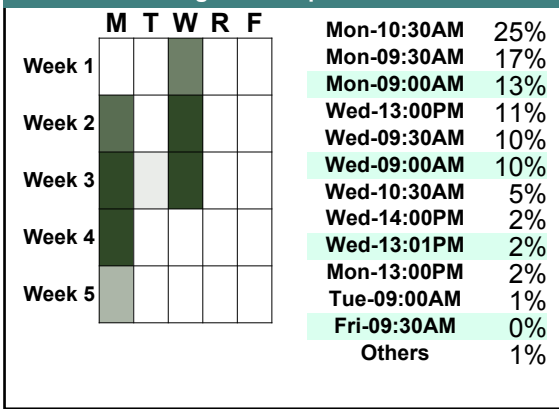 M T W R F
Week 1
Week 2
Week 3
Week 4
Week 5
Mon-10:30AM 25%
Mon-09:30AM 17%
Mon-09:00AM 13%
Wed-13:00PM 11%
Wed-09:30AM 10%
Wed-09:00AM 10%
Wed-10:30AM 5%
Wed-14:00PM 2%
Wed-13:01PM 2%
Mon-13:00PM 2%
Tue-09:00AM 1%
Fri-09:30AM 0%
Others 1%